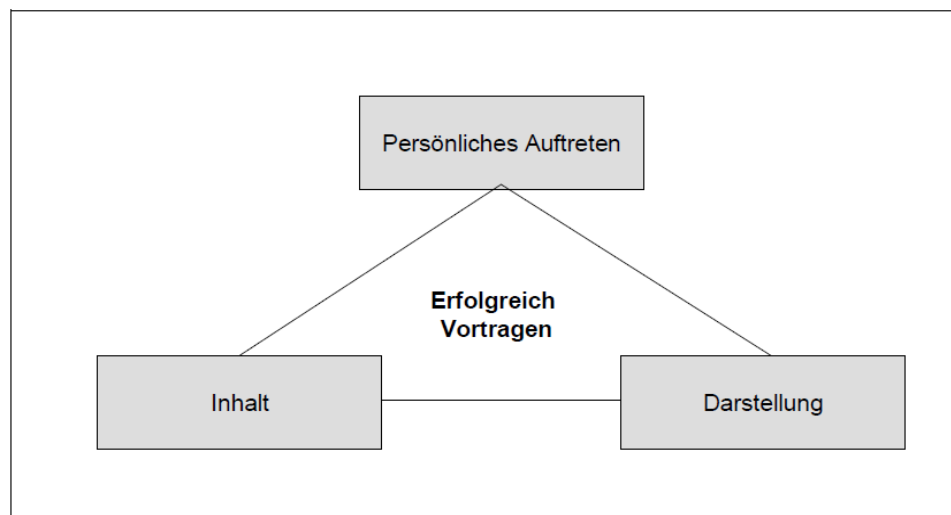 Persönliches Auftreten
Erfolgreich
Vortragen
Inhalt
Darstellung